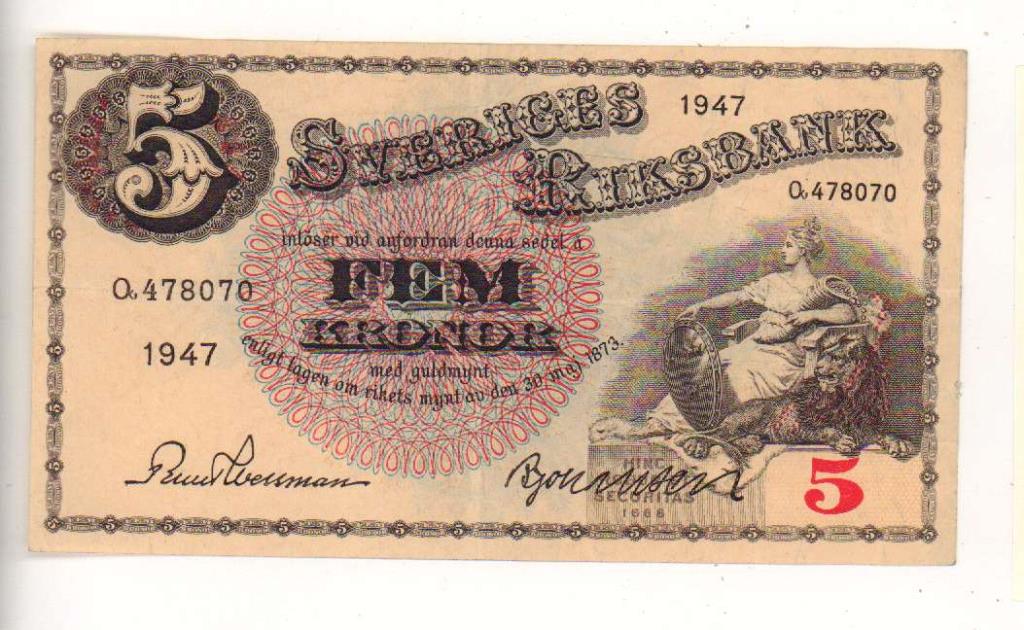 5
SVERIGES
1947
RIKSBANK
Q. 478070
inlöser vid anfordran denna sedel à
FEM
KRONOR
Q. 478070
1947
med guldmynt
enligt lagen om rikets mynt av den 30 maj 1873.
HINC
SECURITAS
1668
5